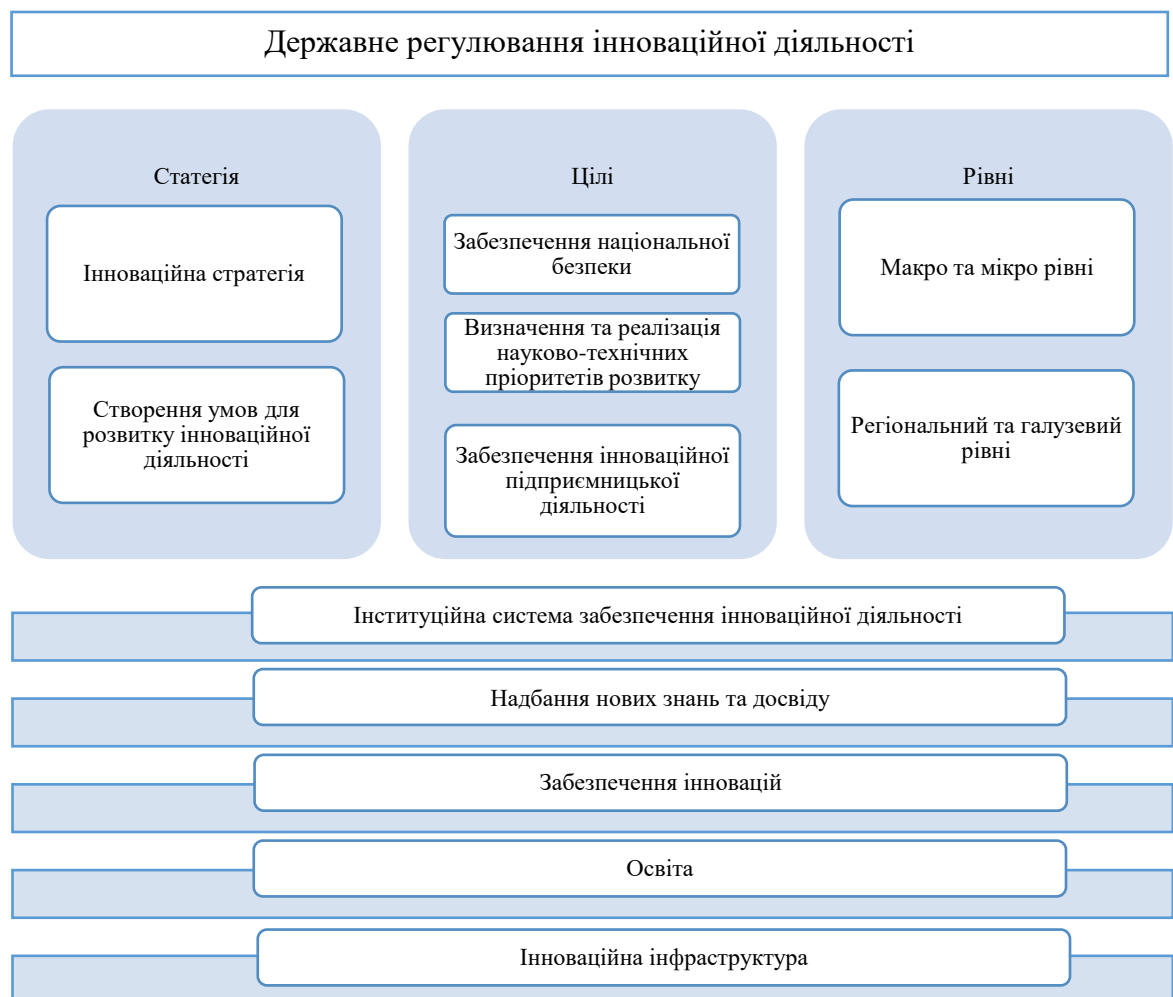 Державне регулювання інноваційної діяльності
Статегія
Інноваційна стратегія
Створення умов для
розвитку інноваційної
діяльності
Цілі
Забезпечення національної
безпеки
Визначення та реалізація
науково-технічних
пріоритетів розвитку
Забезпечення інноваційної
підприємницької
діяльності
Рівні
Макро та мікро рівні
Регіональний та галузевий
рівні
Інституційна система забезпечення інноваційної діяльності
Надбання нових знань та досвіду
Забезпечення інновацій
Освіта
Інноваційна інфраструктура